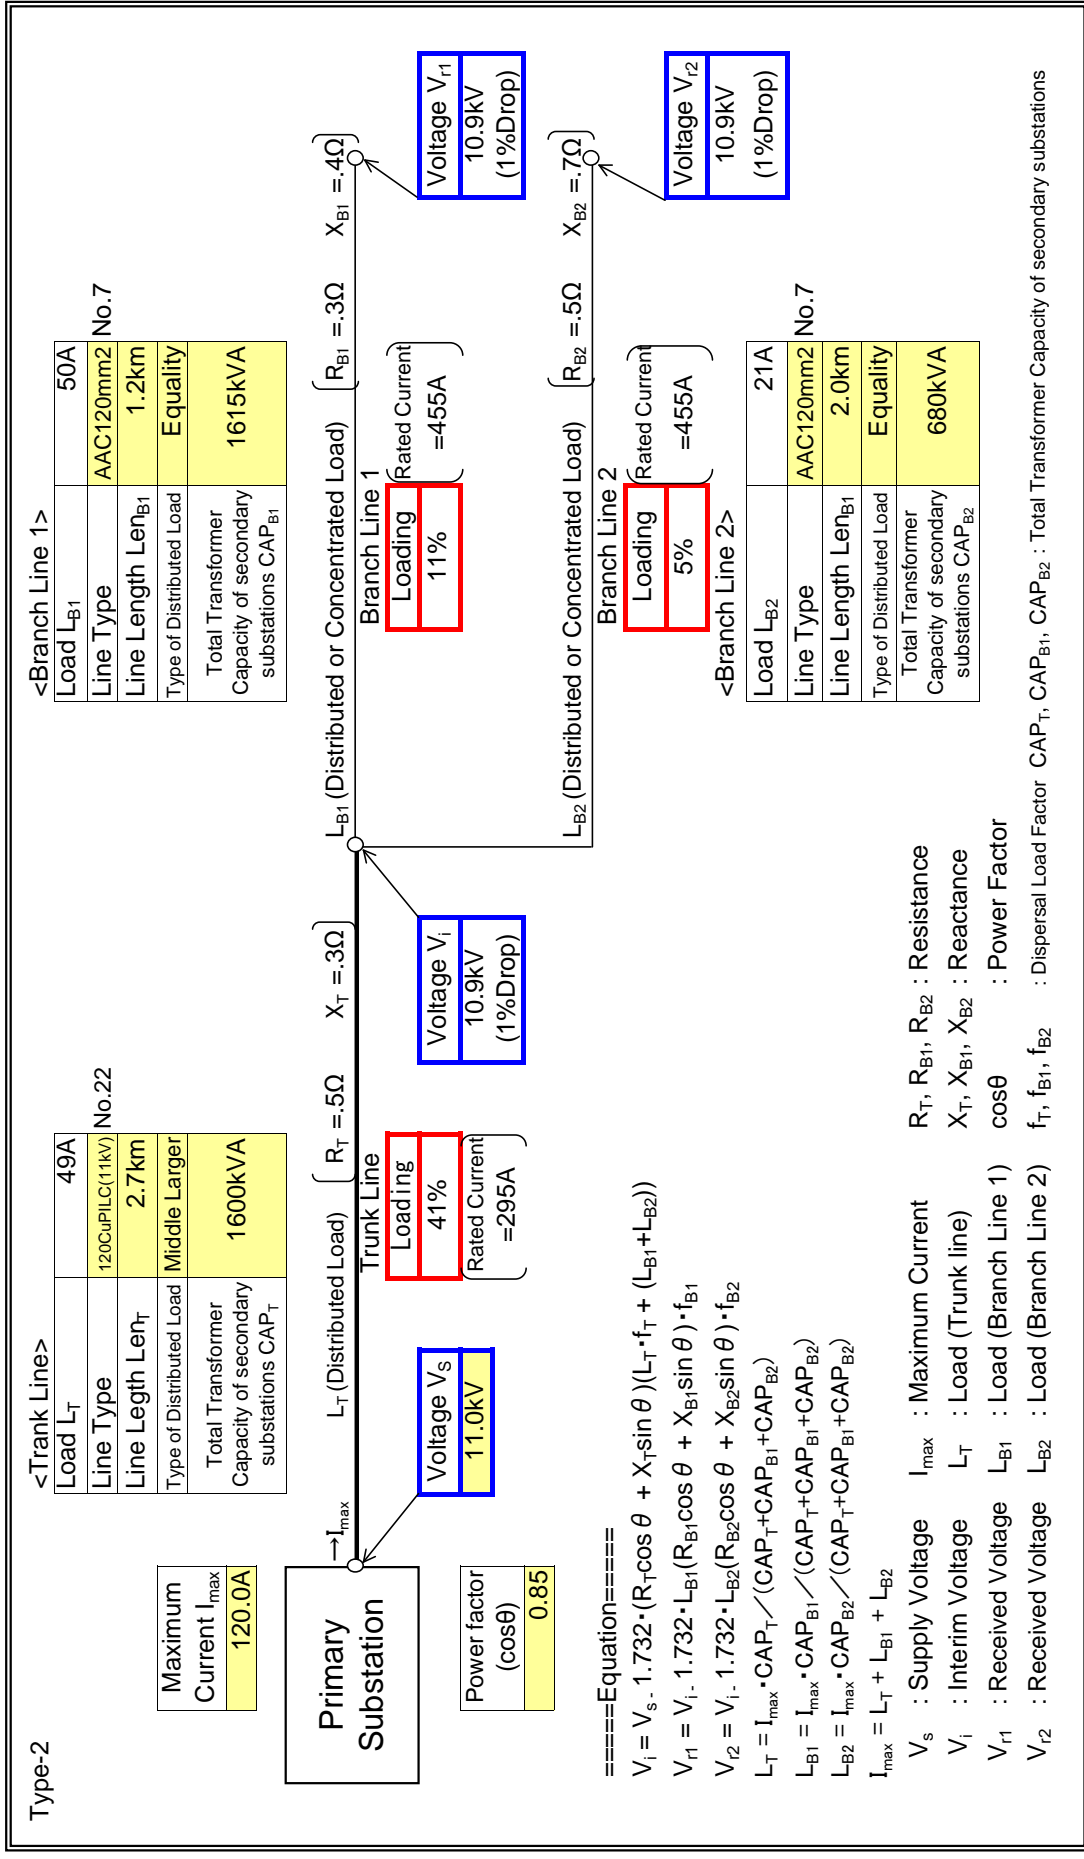 Type-2
Maximum
Current Imax
120.0A
Primary
Substation
Power factor
(cosθ)
0.85
→Imax
Voltage VS
11.0kV
<Trank Line>
Load LT 49A
Line Type 120CuPILC(11kV) No.22
Line Legth LenT 2.7km
Type of Distributed Load Middle Larger
Total Transformer
Capacity of secondary
substations CAPT
1600kVA
LT (Distributed Load) RT =.5Ω XT =.3Ω
Trunk Line
Loading
41%
Rated Current
=295A
Voltage Vi
10.9kV
(1%Drop)
<Branch Line 1>
Load LB1 50A
Line Type AAC120mm2 No.7
Line Length LenB1 1.2km
Type of Distributed Load Equality
Total Transformer
Capacity of secondary
substations CAPB1
1615kVA
LB1 (Distributed or Concentrated Load) RB1 =.3Ω XB1 =.4Ω
Branch Line 1
Loading
11%
Rated Current
=455A
Voltage Vr1
10.9kV
(1%Drop)
LB2 (Distributed or Concentrated Load) RB2 =.5Ω XB2 =.7Ω
Branch Line 2
Loading
5%
Rated Current
=455A
Voltage Vr2
10.9kV
(1%Drop)
<Branch Line 2>
Load LB2 21A
Line Type AAC120mm2 No.7
Line Length LenB1 2.0km
Type of Distributed Load Equality
Total Transformer
Capacity of secondary
substations CAPB2
680kVA
=====Equation=====
Vi = Vs - 1.732・(RTcos θ + XTsin θ )(LT・fT + (LB1+LB2))
Vr1 = Vi - 1.732・LB1(RB1cos θ + XB1sin θ )・fB1
Vr2 = Vi - 1.732・LB2(RB2cos θ + XB2sin θ )・fB2
LT = Imax・CAPT／(CAPT+CAPB1+CAPB2)
LB1 = Imax・CAPB1／(CAPT+CAPB1+CAPB2)
LB2 = Imax・CAPB2／(CAPT+CAPB1+CAPB2)
Imax = LT + LB1 + LB2
Vs : Supply Voltage Imax : Maximum Current RT, RB1, RB2 : Resistance
Vi : Interim Voltage LT : Load (Trunk line) XT, XB1, XB2 : Reactance
Vr1 : Received Voltage LB1 : Load (Branch Line 1) cosθ : Power Factor
Vr2 : Received Voltage LB2 : Load (Branch Line 2) fT, fB1, fB2 : Dispersal Load Factor CAPT, CAPB1, CAPB2 : Total Transformer Capacity of secondary substations